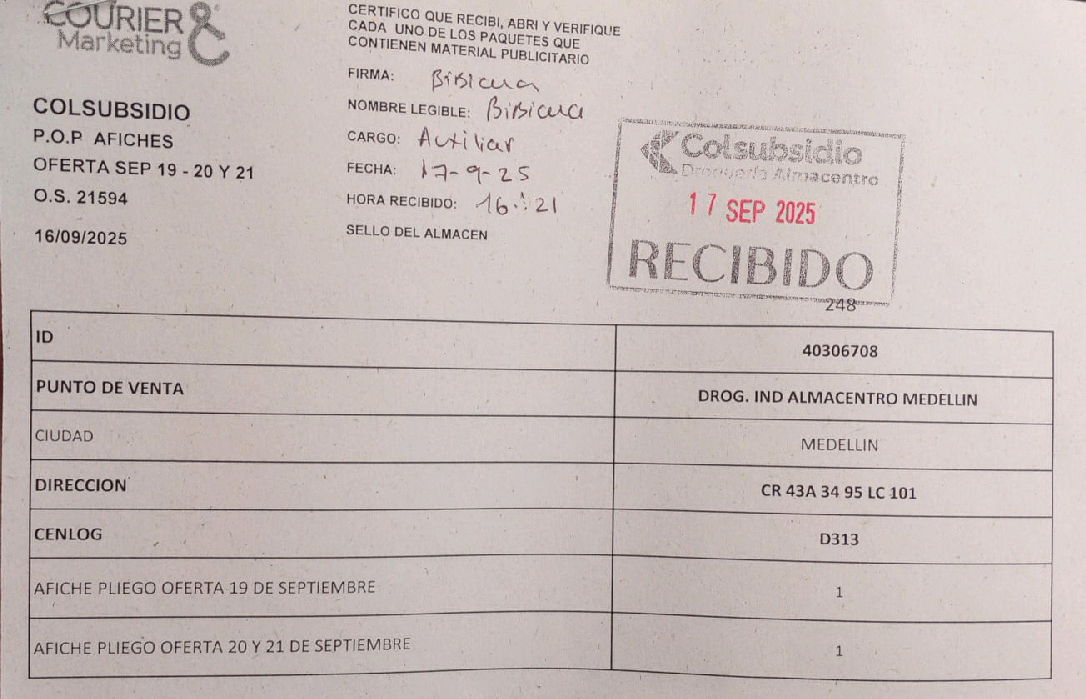 COURIER &
Marketing
COLSUBSIDIO
P.O.P AFICHES
OFERTA SEP 19 - 20 Y 21
O.S. 21594
16/09/2025
CERTIFICO QUE RECIBI, ABRI Y VERIFIQUE
CADA UNO DE LOS PAQUETES QUE
CONTIENEN MATERIAL PUBLICITARIO
FIRMA: Bibiana
NOMBRE LEGIBLE: Bibiana
CARGO: Auxiliar
FECHA: 17-9-25
HORA RECIBIDO: 16:21
SELLO DEL ALMACEN
Colsubsidio
Droguería Almacentro
17 SEP 2025
RECIBIDO
248
ID 40306708
PUNTO DE VENTA DROG. IND ALMACENTRO MEDELLIN
CIUDAD MEDELLIN
DIRECCION CR 43A 34 95 LC 101
CENLOG D313
AFICHE PLIEGO OFERTA 19 DE SEPTIEMBRE 1
AFICHE PLIEGO OFERTA 20 Y 21 DE SEPTIEMBRE 1